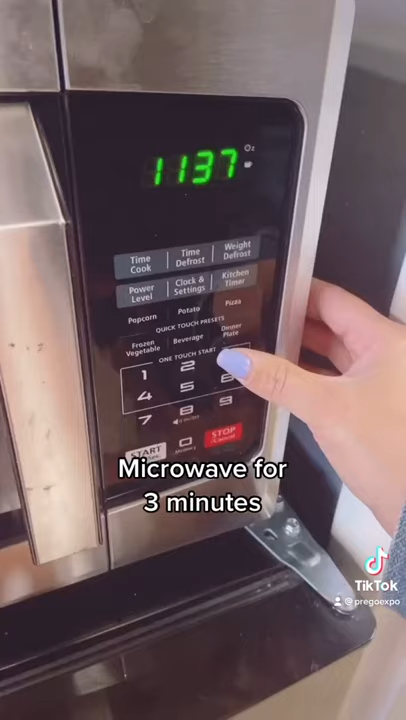 1137
Oz
Time Cook
Time Defrost
Weight Defrost
Power Level
Clock & Settings
Kitchen Timer
Popcorn
Potato
Pizza
QUICK TOUCH PRESETS
Frozen Vegetable
Beverage
Dinner Plate
ONE TOUCH START
1 2
4 5 6
7 8 9
START
0
STOP
/Cancel
Microwave for
3 minutes
TikTok
@pregoexpo